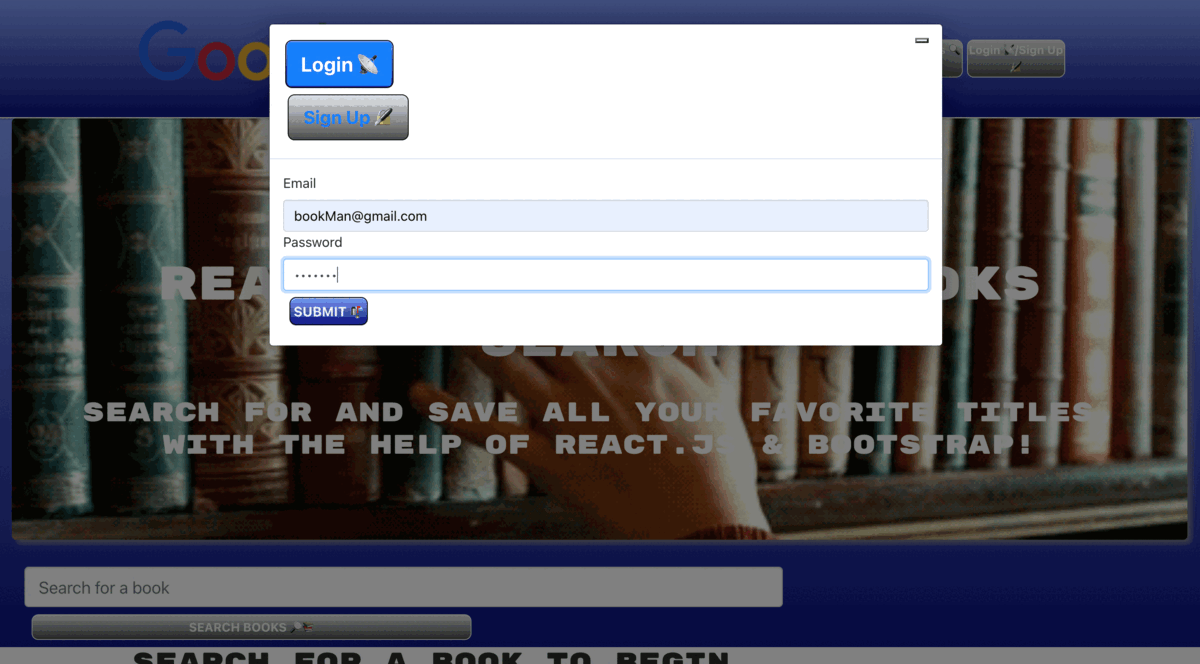 Goo
Login
Login /Sign Up
Sign Up
Email
bookMan@gmail.com
Password
•••••••
SUBMIT
REA OKS
SEARCH
SEARCH FOR AND SAVE ALL YOUR FAVORITE TITLES
WITH THE HELP OF REACT.JS & BOOTSTRAP!
Search for a book
SEARCH BOOKS
SEARCH FOR A BOOK TO BEGIN